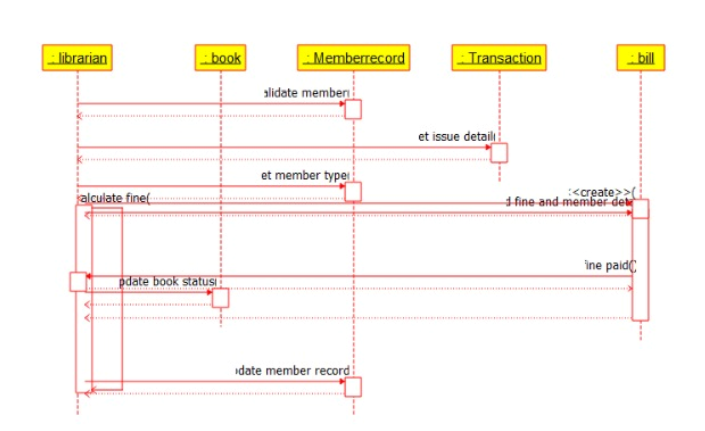 : librarian
: book
: Memberrecord
: Transaction
: bill
alidate member(
et issue detail(
et member type(
alculate fine(
<create>>(
d fine and member det
ine paid()
pdate book status(
date member record